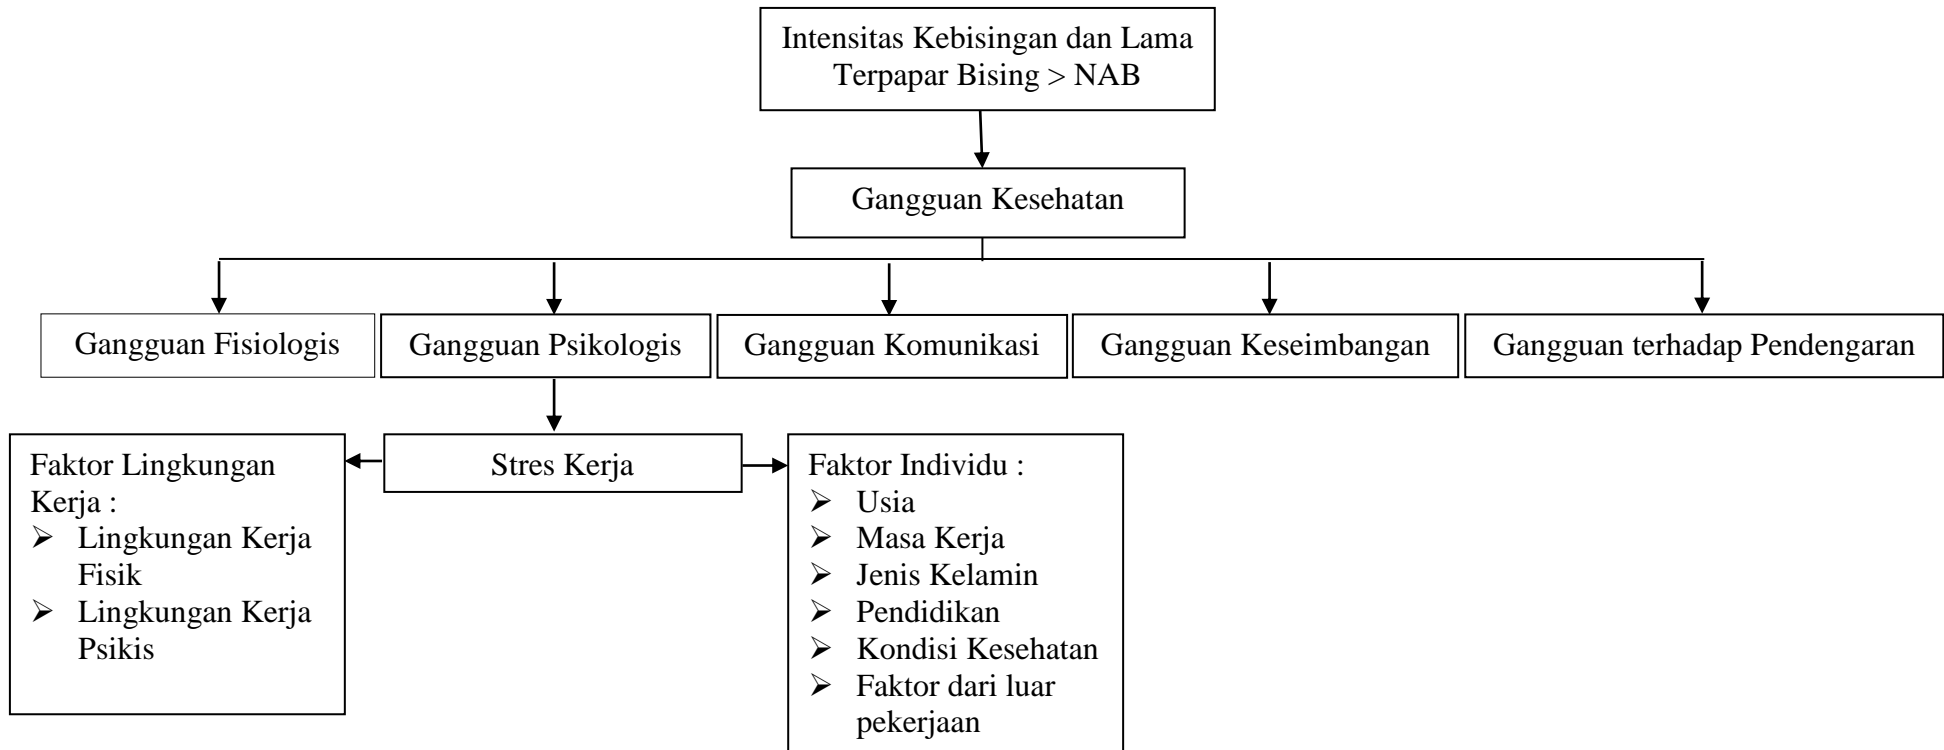 Intensitas Kebisingan dan Lama
Terpapar Bising > NAB
Gangguan Kesehatan
Gangguan Fisiologis
Gangguan Psikologis
Gangguan Komunikasi
Gangguan Keseimbangan
Gangguan terhadap Pendengaran
Faktor Lingkungan
Kerja :
➢ Lingkungan Kerja
Fisik
➢ Lingkungan Kerja
Psikis
Stres Kerja
Faktor Individu :
➢ Usia
➢ Masa Kerja
➢ Jenis Kelamin
➢ Pendidikan
➢ Kondisi Kesehatan
➢ Faktor dari luar
pekerjaan